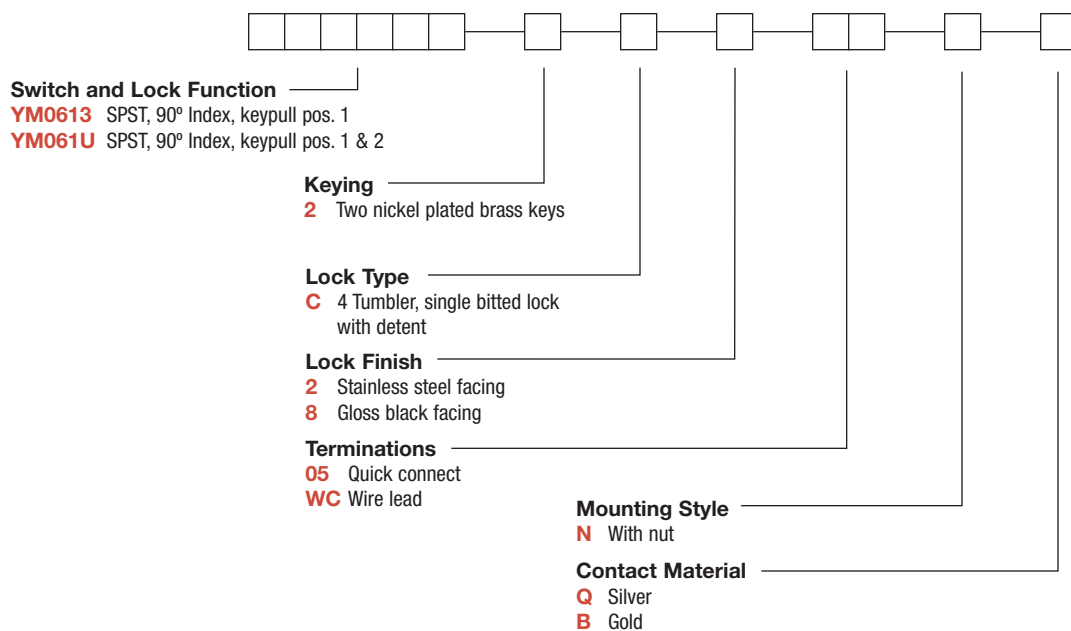 Switch and Lock Function
YM0613 SPST, 90º Index, keypull pos. 1
YM061U SPST, 90º Index, keypull pos. 1 & 2
Keying
2 Two nickel plated brass keys
Lock Type
C 4 Tumbler, single bitted lock
with detent
Lock Finish
2 Stainless steel facing
8 Gloss black facing
Terminations
05 Quick connect
WC Wire lead
Mounting Style
N With nut
Contact Material
Q Silver
B Gold